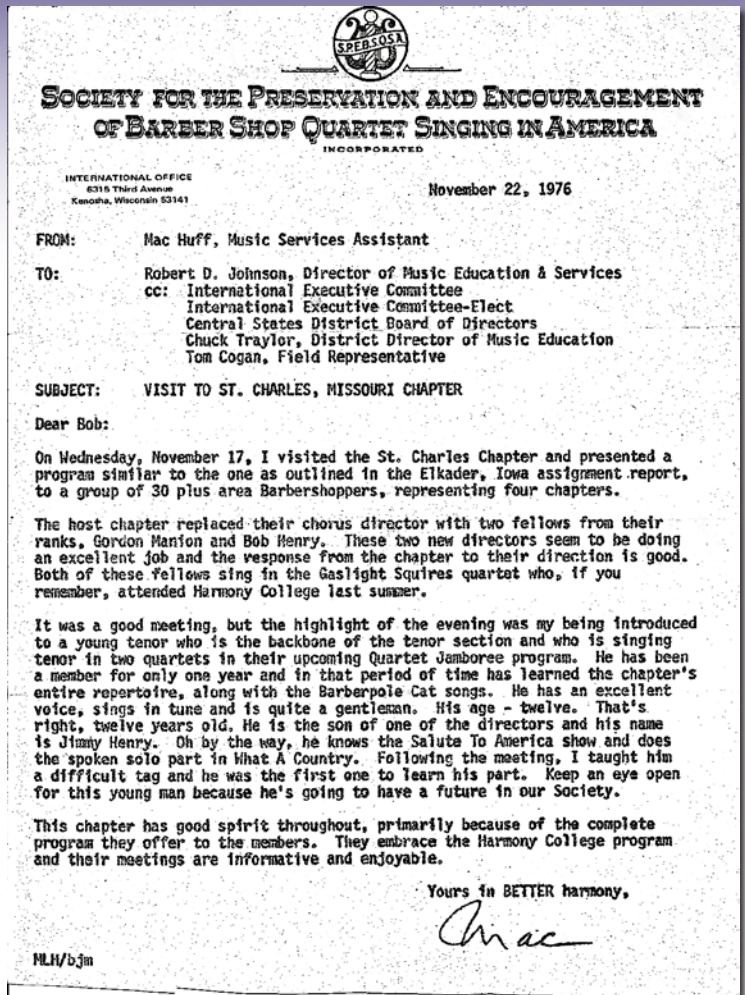 S.P.E.B.S.Q.S.A.
SOCIETY FOR THE PRESERVATION AND ENCOURAGEMENT
OF BARBER SHOP QUARTET SINGING IN AMERICA
INCORPORATED
INTERNATIONAL OFFICE
6315 Third Avenue
Kenosha, Wisconsin 53141
November 22, 1976
FROM: Mac Huff, Music Services Assistant
TO: Robert D. Johnson, Director of Music Education & Services
cc: International Executive Committee
International Executive Committee-Elect
Central States District Board of Directors
Chuck Traylor, District Director of Music Education
Tom Cogan, Field Representative
SUBJECT: VISIT TO ST. CHARLES, MISSOURI CHAPTER
Dear Bob:
On Wednesday, November 17, I visited the St. Charles Chapter and presented a
program similar to the one as outlined in the Elkader, Iowa assignment report,
to a group of 30 plus area Barbershoppers, representing four chapters.
The host chapter replaced their chorus director with two fellows from their
ranks, Gordon Manion and Bob Henry. These two new directors seem to be doing
an excellent job and the response from the chapter to their direction is good.
Both of these fellows sing in the Gaslight Squires quartet who, if you
remember, attended Harmony College last summer.
It was a good meeting, but the highlight of the evening was my being introduced
to a young tenor who is the backbone of the tenor section and who is singing
tenor in two quartets in their upcoming Quartet Jamboree program. He has been
a member for only one year and in that period of time has learned the chapter's
entire repertoire, along with the Barberpole Cat songs. He has an excellent
voice, sings in tune and is quite a gentleman. His age - twelve. That's
right, twelve years old. He is the son of one of the directors and his name
is Jimmy Henry. Oh by the way, he knows the Salute To America show and does
the spoken solo part in What A Country. Following the meeting, I taught him
a difficult tag and he was the first one to learn his part. Keep an eye open
for this young man because he's going to have a future in our Society.
This chapter has good spirit throughout, primarily because of the complete
program they offer to the members. They embrace the Harmony College program
and their meetings are informative and enjoyable.
Yours in BETTER harmony,
Mac
MLH/bjm